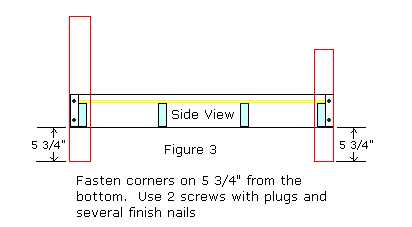 Side View
5 3/4"
5 3/4"
Figure 3
Fasten corners on 5 3/4" from the
bottom.  Use 2 screws with plugs and
several finish nails